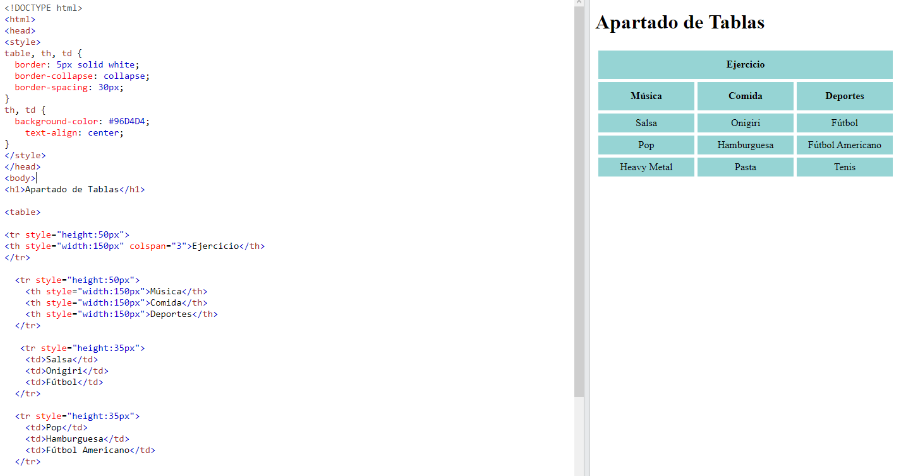 <!DOCTYPE html>
<html>
<head>
<style>
table, th, td {
  border: 5px solid white;
  border-collapse: collapse;
  border-spacing: 30px;
}
th, td {
  background-color: #96D4D4;
    text-align: center;
}
</style>
</head>
<body>
<h1>Apartado de Tablas</h1>

<table>

<tr style="height:50px">
<th style="width:150px" colspan="3">Ejercicio</th>
</tr>

  <tr style="height:50px">
    <th style="width:150px">Música</th>
    <th style="width:150px">Comida</th>
    <th style="width:150px">Deportes</th>
  </tr>

   <tr style="height:35px">
    <td>Salsa</td>
    <td>Onigiri</td>
    <td>Fútbol</td>
  </tr>

  <tr style="height:35px">
    <td>Pop</td>
    <td>Hamburguesa</td>
    <td>Fútbol Americano</td>
  </tr>

Apartado de Tablas
Ejercicio
Música Comida Deportes
Salsa Onigiri Fútbol
Pop Hamburguesa Fútbol Americano
Heavy Metal Pasta Tenis